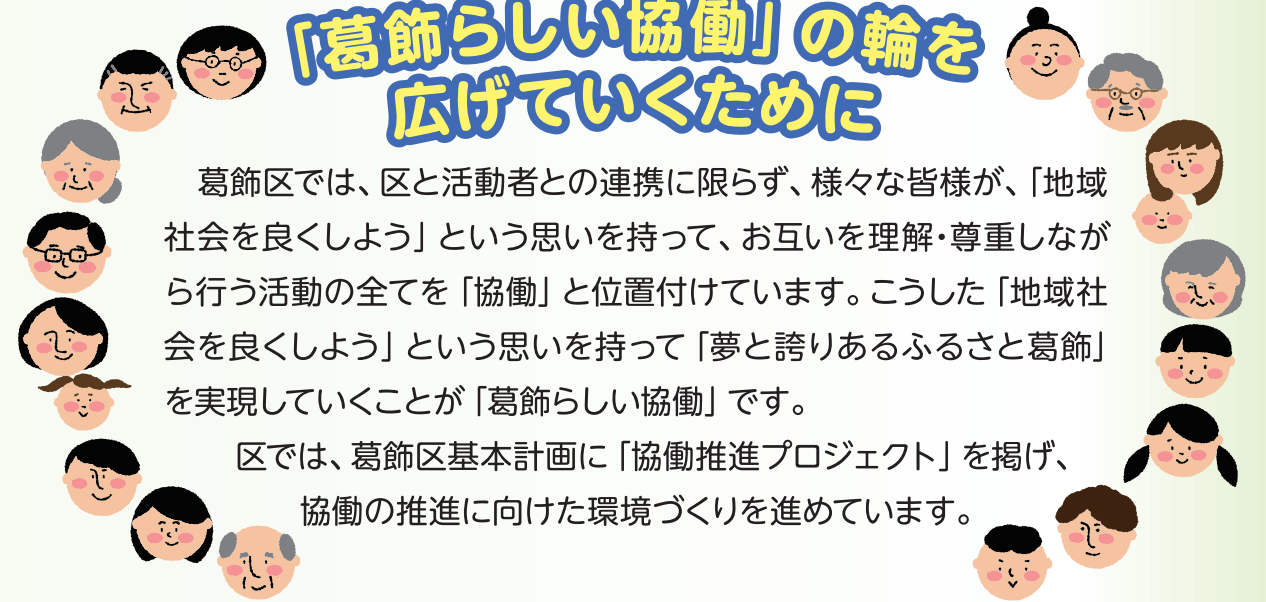 「葛飾らしい協働」の輪を
広げていくために
葛飾区では、区と活動者との連携に限らず、様々な皆様が、「地域
社会を良くしよう」という思いを持って、お互いを理解・尊重しなが
ら行う活動の全てを「協働」と位置付けています。こうした「地域社
会を良くしよう」という思いを持って「夢と誇りあるふるさと葛飾」
を実現していくことが「葛飾らしい協働」です。
区では、葛飾区基本計画に「協働推進プロジェクト」を掲げ、
協働の推進に向けた環境づくりを進めています。